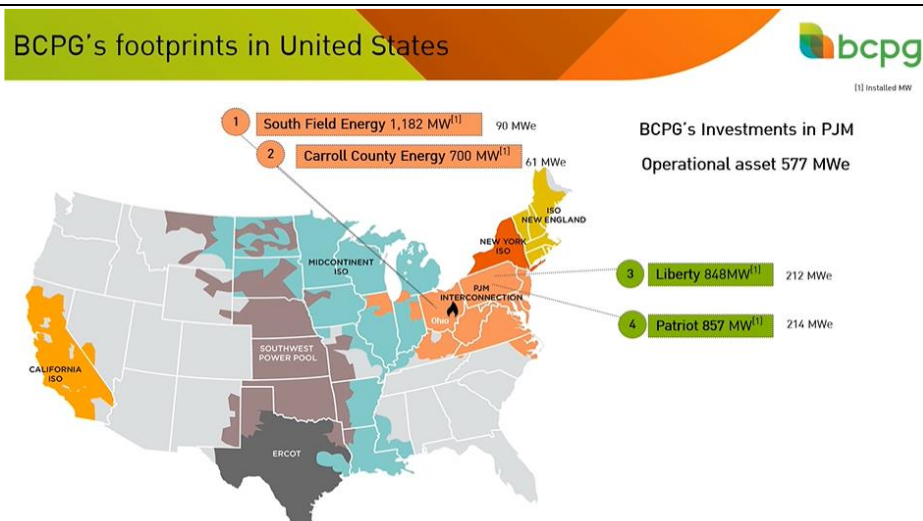 BCPG's footprints in United States
bcpg
[1] Installed MW
1 South Field Energy 1,182 MW[1] 90 MWe
2 Carroll County Energy 700 MW[1] 61 MWe
BCPG's Investments in PJM
Operational asset 577 MWe
ISO
NEW ENGLAND
NEW YORK
ISO
MIDCONTINENT
ISO
PJM
INTERCONNECTION
Ohio
3 Liberty 848MW[1] 212 MWe
4 Patriot 857 MW[1] 214 MWe
SOUTHWEST
POWER POOL
CALIFORNIA
ISO
ERCOT